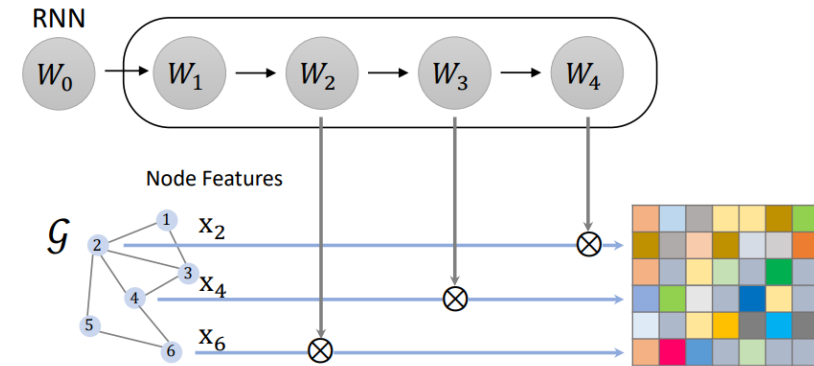 RNN
W₀ W₁ W₂ W₃ W₄
Node Features
𝒢
1
2
3
4
5
6
x₂
x₄
x₆